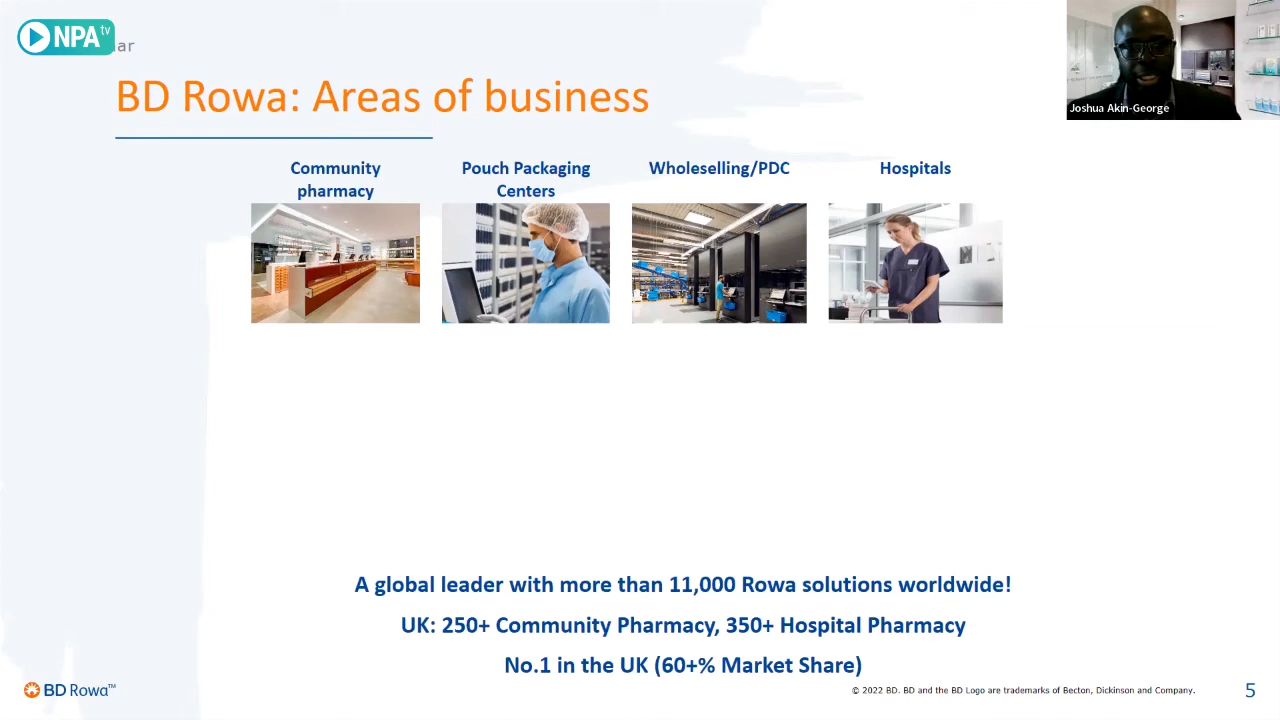 NPAtv
ar
BD Rowa: Areas of business
Joshua Akin-George
Community
pharmacy
Pouch Packaging
Centers
Wholeselling/PDC
Hospitals
A global leader with more than 11,000 Rowa solutions worldwide!
UK: 250+ Community Pharmacy, 350+ Hospital Pharmacy
No.1 in the UK (60+% Market Share)
BD Rowa™
© 2022 BD. BD and the BD Logo are trademarks of Becton, Dickinson and Company.
5